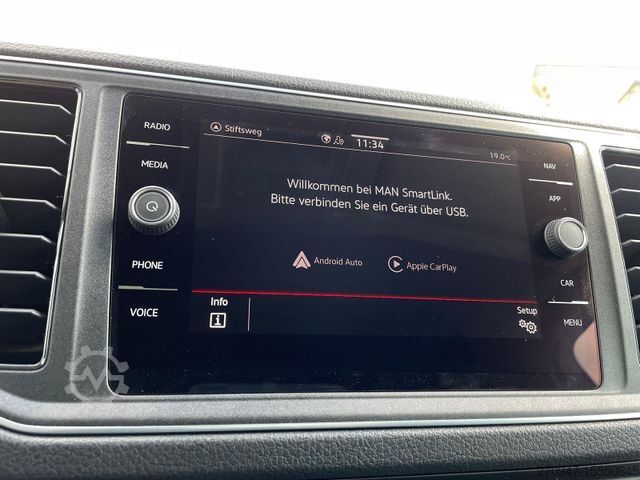 RADIO
MEDIA
PHONE
VOICE
Stiftsweg
11:34
19.0°C
Willkommen bei MAN SmartLink.
Bitte verbinden Sie ein Gerät über USB.
Android Auto
Apple CarPlay
Info
Setup
NAV
APP
CAR
MENU